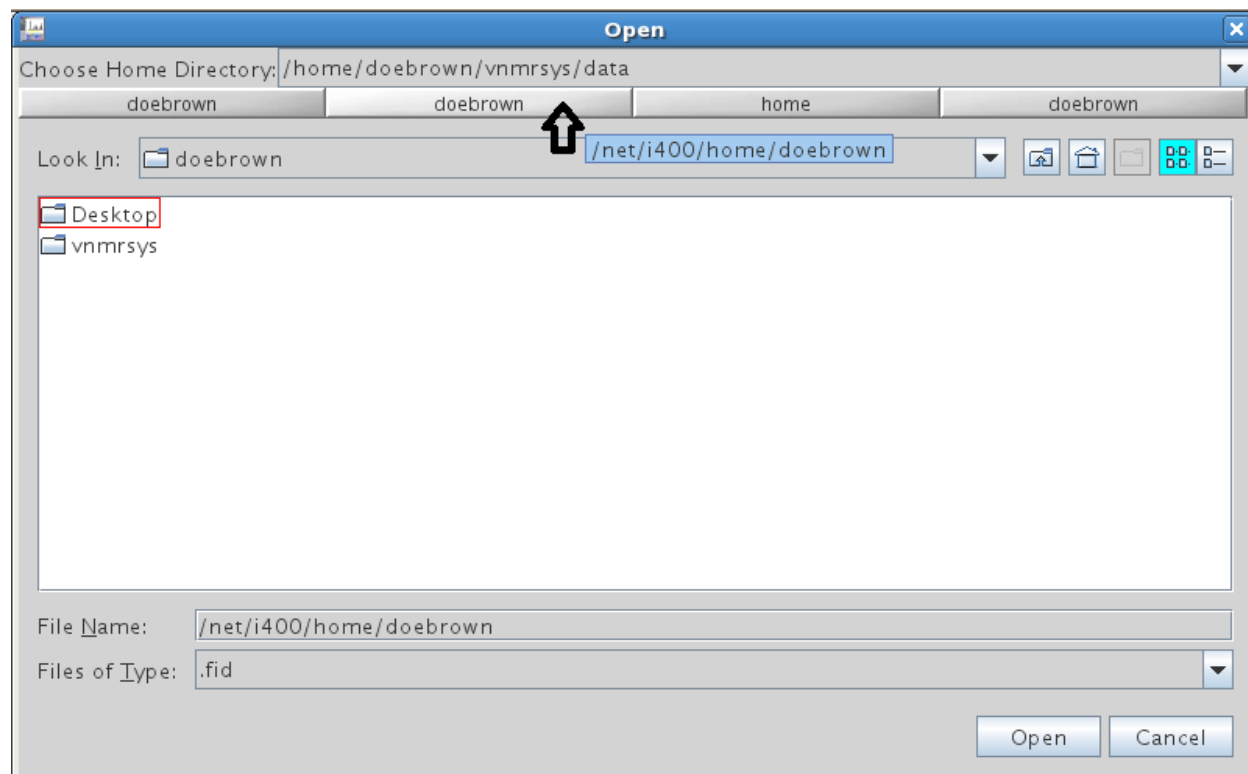 Open
Choose Home Directory: /home/doebrown/vnmrsys/data
doebrown doebrown home doebrown
/net/i400/home/doebrown
Look In: doebrown
Desktop
vnmrsys
File Name: /net/i400/home/doebrown
Files of Type: .fid
Open Cancel